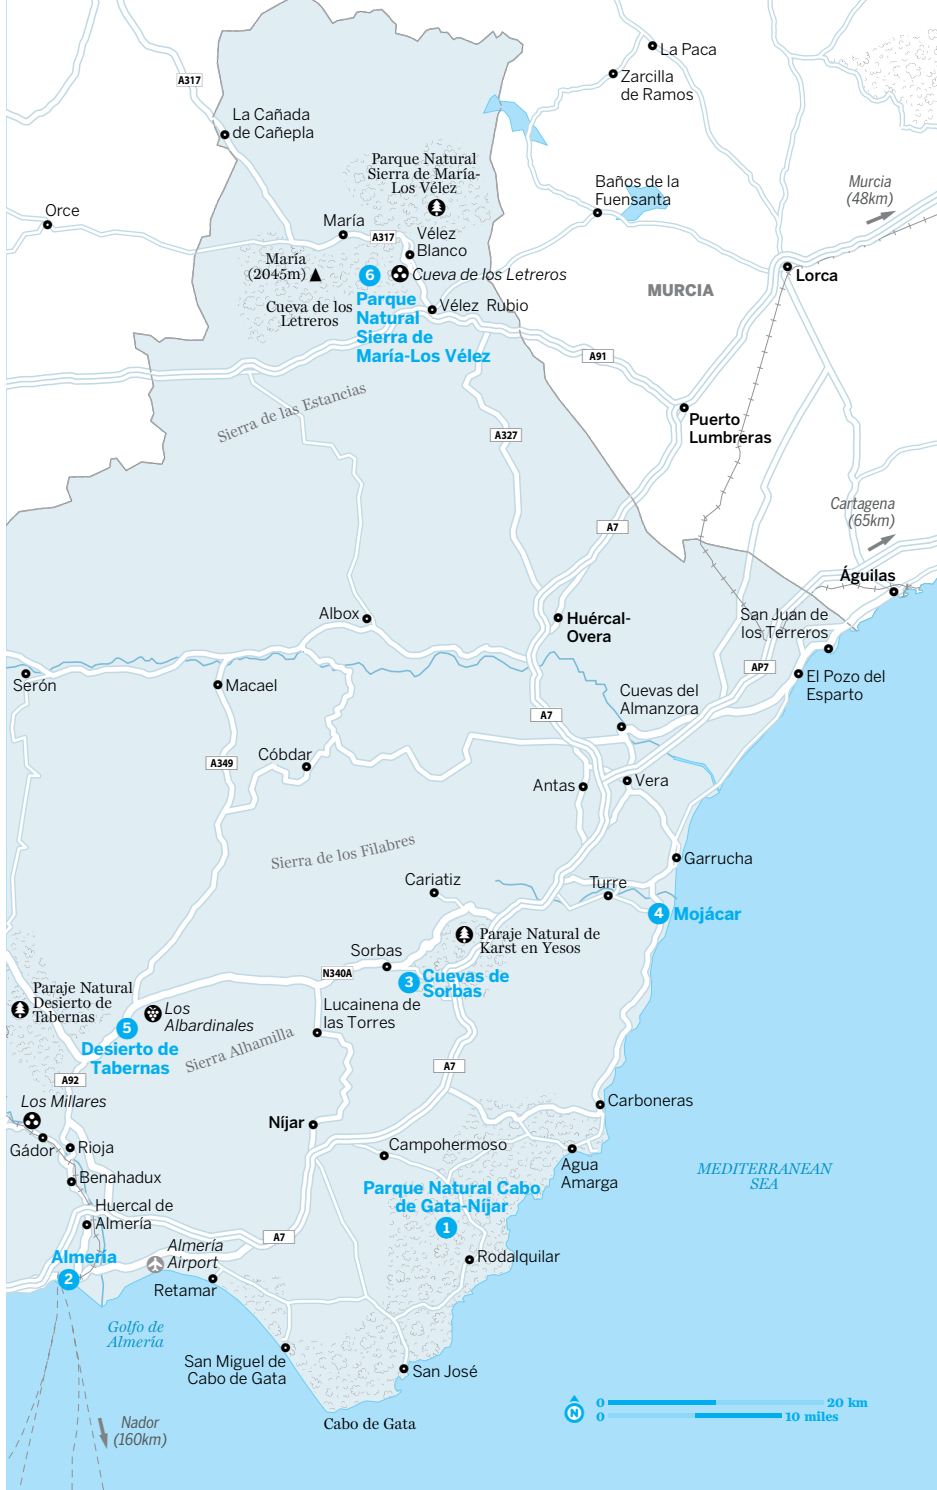 La Paca
Zarcilla
de Ramos
A317
La Cañada
de Cañepla
Parque Natural
Sierra de María-
Los Vélez
Baños de la
Fuensanta
Murcia
(48km)
Orce
María
A317
Vélez
Blanco
María
(2045m)
6
Cueva de los Letreros
Lorca
MURCIA
Cueva de los
Letreros
Parque
Natural
Sierra de
María-Los Vélez
Vélez Rubio
A91
Sierra de las Estancias
Puerto
Lumbreras
A327
Cartagena
(65km)
A7
Águilas
Albox
Huércal-
Overa
San Juan de
los Terreros
AP7
Serón
Macael
El Pozo del
Esparto
Cuevas del
Almanzora
A7
A349
Cóbdar
Antas
Vera
Sierra de los Filabres
Garrucha
Cariatiz
Turre
4
Mojácar
Paraje Natural de
Karst en Yesos
Sorbas
N340A
3
Cuevas de
Sorbas
Paraje Natural
Desierto de
Tabernas
Los
Albardinales
5
Desierto de
Tabernas
Lucainena de
las Torres
Sierra Alhamilla
A7
A92
Los Millares
Carboneras
Níjar
Gádor
Rioja
Campohermoso
Agua
Amarga
MEDITERRANEAN
SEA
Benahadux
Parque Natural Cabo
de Gata-Níjar
1
Huercal de
Almería
A7
Almería
2
Almería
Airport
Rodalquilar
Retamar
Golfo de
Almería
San Miguel de
Cabo de Gata
San José
N
0
20 km
0
10 miles
Nador
(160km)
Cabo de Gata